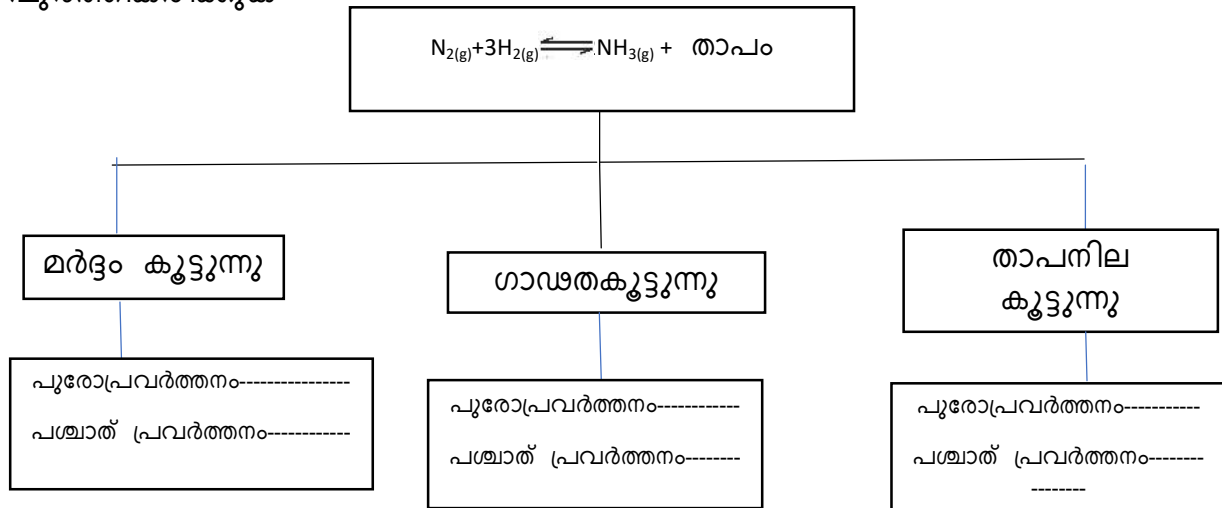 N2(g)+3H2(g)⇌NH3(g) + താപം
മർദ്ദം കൂട്ടുന്നു
ഗാഢതകൂട്ടുന്നു
താപനില
കൂട്ടുന്നു
പുരോപ്രവർത്തനം----------------
പശ്ചാത് പ്രവർത്തനം------------
പുരോപ്രവർത്തനം------------
പശ്ചാത് പ്രവർത്തനം--------
പുരോപ്രവർത്തനം-----------
പശ്ചാത് പ്രവർത്തനം--------
--------